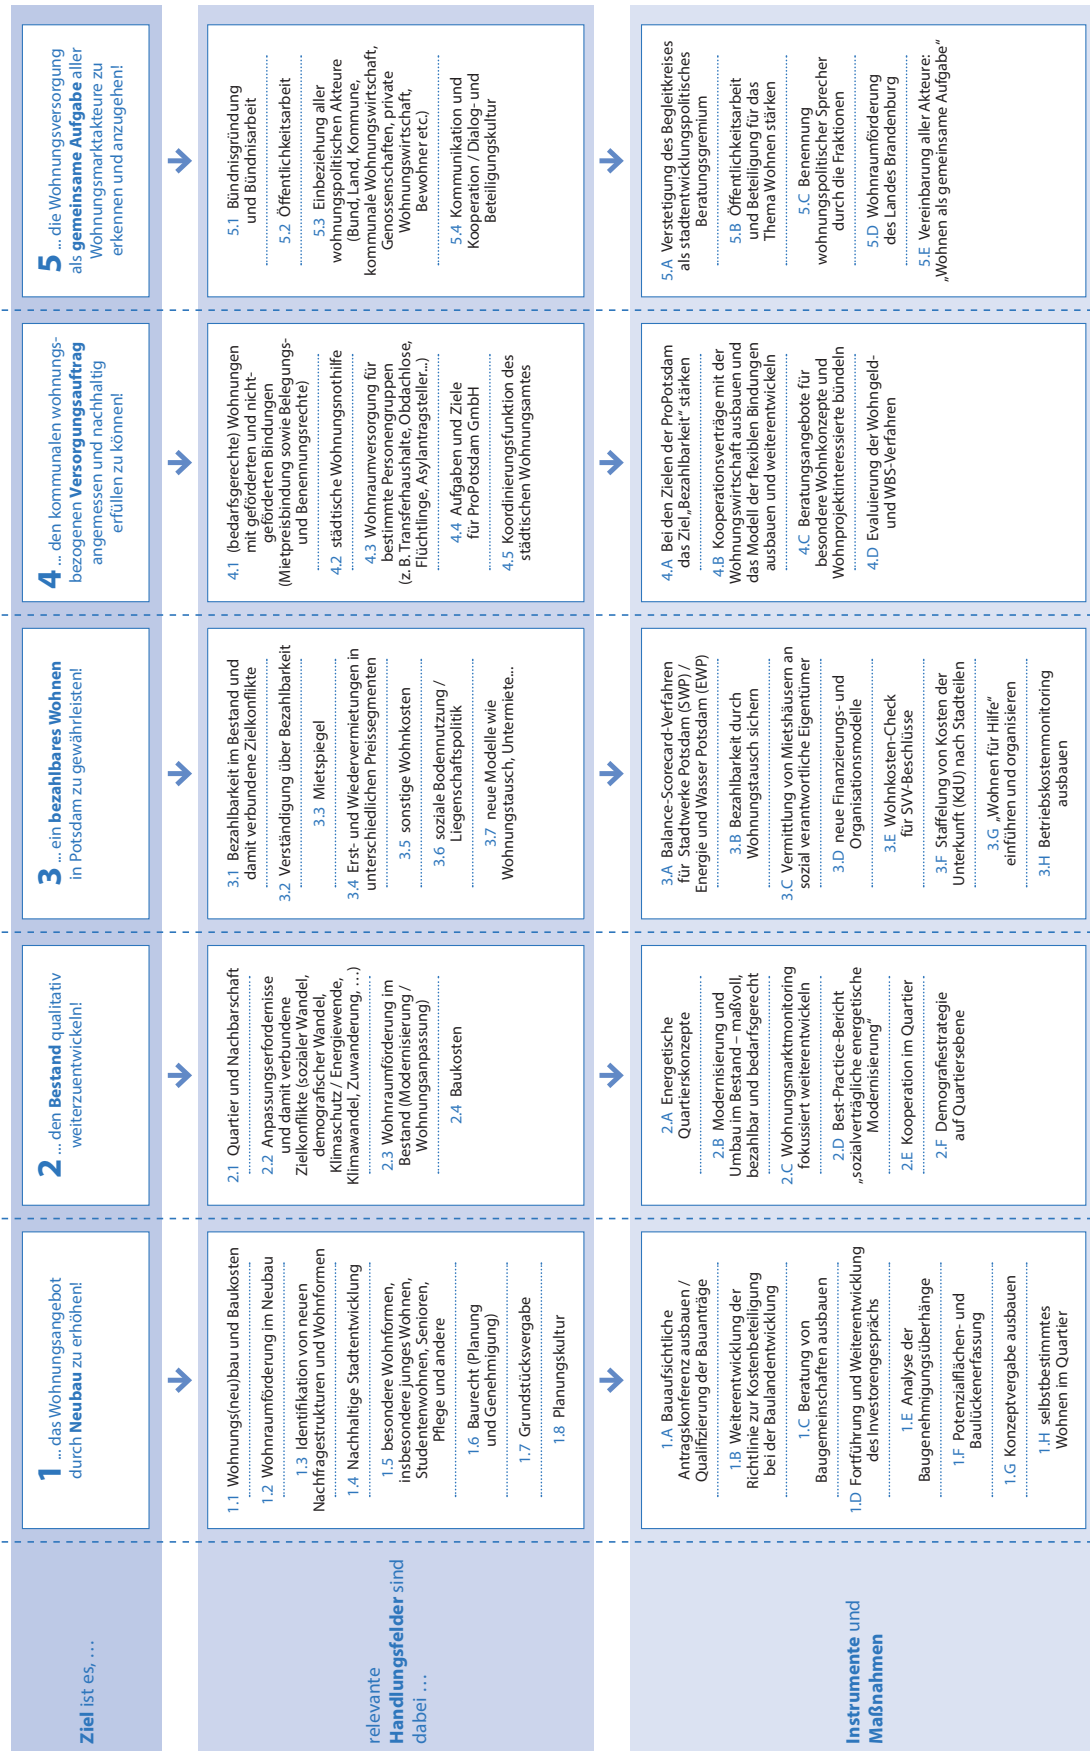 Ziel ist es, …
1 ... das Wohnungsangebot
durch Neubau zu erhöhen!
2 ... den Bestand qualitativ
weiterzuentwickeln!
3 ... ein bezahlbares Wohnen
in Potsdam zu gewährleisten!
4 ... den kommunalen wohnungs-
bezogenen Versorgungsauftrag
angemessen und nachhaltig
erfüllen zu können!
5 ... die Wohnungsversorgung
als gemeinsame Aufgabe aller
Wohnungsmarktakteure zu
erkennen und anzugehen!
relevante
Handlungsfelder sind
dabei …
1.1 Wohnungs(neu)bau und Baukosten
1.2 Wohnraumförderung im Neubau
1.3 Identifikation von neuen
Nachfragestrukturen und Wohnformen
1.4 Nachhaltige Stadtentwicklung
1.5 besondere Wohnformen,
insbesondere junges Wohnen,
Studentenwohnen, Senioren,
Pflege und andere
1.6 Baurecht (Planung
und Genehmigung)
1.7 Grundstücksvergabe
1.8 Planungskultur
2.1 Quartier und Nachbarschaft
2.2 Anpassungserfordernisse
und damit verbundene
Zielkonflikte (sozialer Wandel,
demografischer Wandel,
Klimaschutz / Energiewende,
Klimawandel, Zuwanderung, …)
2.3 Wohnraumförderung im
Bestand (Modernisierung /
Wohnungsanpassung)
2.4 Baukosten
3.1 Bezahlbarkeit im Bestand und
damit verbundene Zielkonflikte
3.2 Verständigung über Bezahlbarkeit
3.3 Mietspiegel
3.4 Erst- und Wiedervermietungen in
unterschiedlichen Preissegmenten
3.5 sonstige Wohnkosten
3.6 soziale Bodennutzung /
Liegenschaftspolitik
3.7 neue Modelle wie
Wohnungstausch, Untermiete...
4.1 (bedarfsgerechte) Wohnungen
mit geförderten und nicht-
geförderten Bindungen
(Mietpreisbindung sowie Belegungs-
und Benennungsrechte)
4.2 städtische Wohnungsnothilfe
4.3 Wohnraumversorgung für
bestimmte Personengruppen
(z. B. Transferhaushalte, Obdachlose,
Flüchtlinge, Asylantragsteller...)
4.4 Aufgaben und Ziele
für ProPotsdam GmbH
4.5 Koordinierungsfunktion des
städtischen Wohnungsamtes
5.1 Bündnisgründung
und Bündnisarbeit
5.2 Öffentlichkeitsarbeit
5.3 Einbeziehung aller
wohnungspolitischen Akteure
(Bund, Land, Kommune,
kommunale Wohnungswirtschaft,
Genossenschaften, private
Wohnungswirtschaft,
Bewohner etc.)
5.4 Kommunikation und
Kooperation / Dialog- und
Beteiligungskultur
Instrumente und
Maßnahmen
1.A Bauaufsichtliche
Antragskonferenz ausbauen /
Qualifizierung der Bauanträge
1.B Weiterentwicklung der
Richtlinie zur Kostenbeteiligung
bei der Baulandentwicklung
1.C Beratung von
Baugemeinschaften ausbauen
1.D Fortführung und Weiterentwicklung
des Investorengesprächs
1.E Analyse der
Baugenehmigungsüberhänge
1.F Potenzialflächen- und
Baulückenerfassung
1.G Konzeptvergabe ausbauen
1.H selbstbestimmtes
Wohnen im Quartier
2.A Energetische
Quartierskonzepte
2.B Modernisierung und
Umbau im Bestand – maßvoll,
bezahlbar und bedarfsgerecht
2.C Wohnungsmarktmonitoring
fokussiert weiterentwickeln
2.D Best-Practice-Bericht
„sozialverträgliche energetische
Modernisierung“
2.E Kooperation im Quartier
2.F Demografiestrategie
auf Quartiersebene
3.A Balance-Scorecard-Verfahren
für Stadtwerke Potsdam (SWP) /
Energie und Wasser Potsdam (EWP)
3.B Bezahlbarkeit durch
Wohnungstausch sichern
3.C Vermittlung von Mietshäusern an
sozial verantwortliche Eigentümer
3.D neue Finanzierungs- und
Organisationsmodelle
3.E Wohnkosten-Check
für SVV-Beschlüsse
3.F Staffelung von Kosten der
Unterkunft (KdU) nach Stadtteilen
3.G „Wohnen für Hilfe“
einführen und organisieren
3.H Betriebskostenmonitoring
ausbauen
4.A Bei den Zielen der ProPotsdam
das Ziel „Bezahlbarkeit“ stärken
4.B Kooperationsverträge mit der
Wohnungswirtschaft ausbauen und
das Modell der flexiblen Bindungen
ausbauen und weiterentwickeln
4.C Beratungsangebote für
besondere Wohnkonzepte und
Wohnprojektinteressierte bündeln
4.D Evaluierung der Wohngeld-
und WBS-Verfahren
5.A Verstetigung des Begleitkreises
als stadtentwicklungspolitisches
Beratungsgremium
5.B Öffentlichkeitsarbeit
und Beteiligung für das
Thema Wohnen stärken
5.C Benennung
wohnungspolitischer Sprecher
durch die Fraktionen
5.D Wohnraumförderung
des Landes Brandenburg
5.E Vereinbarung aller Akteure:
„Wohnen als gemeinsame Aufgabe“